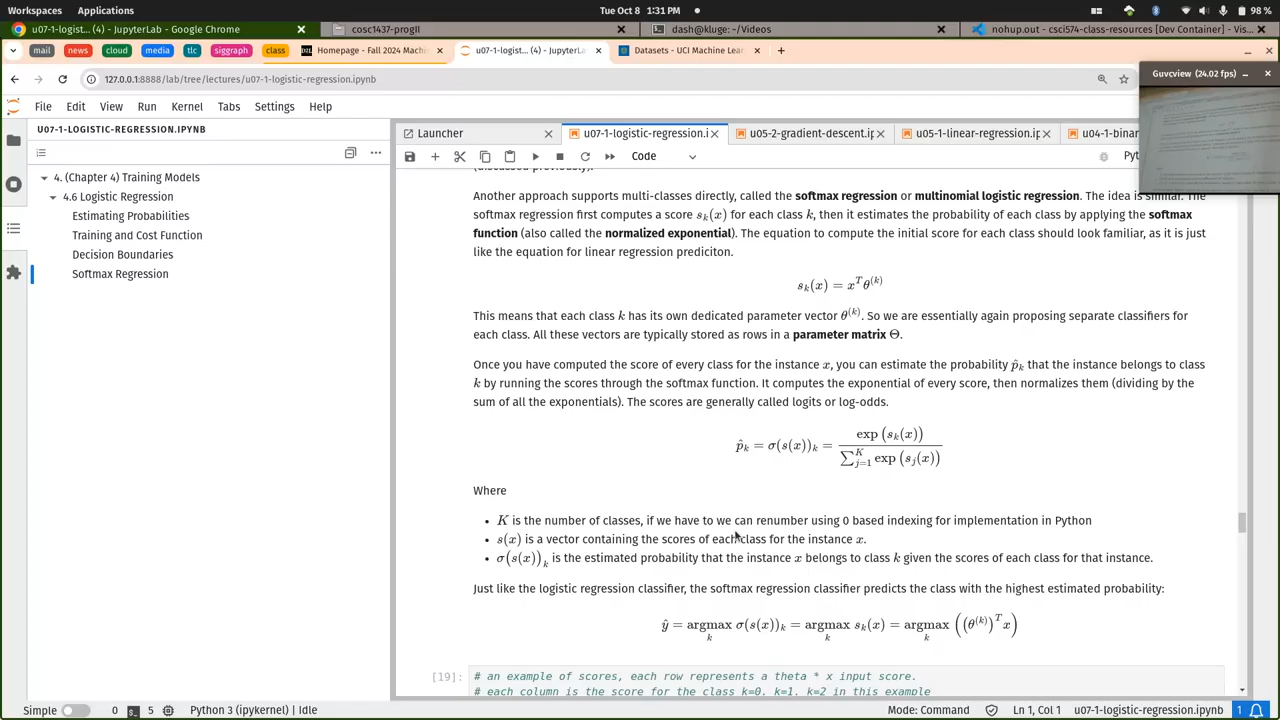 Workspaces Applications Tue Oct 8 1:31 PM 98 %
u07-1-logist... (4) - JupyterLab - Google Chrome cosc1437-progII dash@kluge: ~/Videos nohup.out - csci574-class-resources [Dev Container] - Vis...
mail news cloud media tlc siggraph class Homepage - Fall 2024 Machin u07-1-logist... (4) - JupyterL Datasets - UCI Machine Lear
127.0.0.1:8888/lab/tree/lectures/u07-1-logistic-regression.ipynb
Guvcview (24.02 fps)
File Edit View Run Kernel Tabs Settings Help
U07-1-LOGISTIC-REGRESSION.IPYNB
Launcher u07-1-logistic-regression.i u05-2-gradient-descent.ip u05-1-linear-regression.ip u04-1-binar
Code Pyt
4. (Chapter 4) Training Models
4.6 Logistic Regression
Estimating Probabilities
Training and Cost Function
Decision Boundaries
Softmax Regression
(discussed previously).
Another approach supports multi-classes directly, called the softmax regression or multinomial logistic regression. The idea is similar. The
softmax regression first computes a score s_k(x) for each class k, then it estimates the probability of each class by applying the softmax
function (also called the normalized exponential). The equation to compute the initial score for each class should look familiar, as it is just
like the equation for linear regression prediciton.
s_k(x) = x^T θ^(k)
This means that each class k has its own dedicated parameter vector θ^(k). So we are essentially again proposing separate classifiers for
each class. All these vectors are typically stored as rows in a parameter matrix Θ.
Once you have computed the score of every class for the instance x, you can estimate the probability p̂_k that the instance belongs to class
k by running the scores through the softmax function. It computes the exponential of every score, then normalizes them (dividing by the
sum of all the exponentials). The scores are generally called logits or log-odds.
p̂_k = σ(s(x))_k = exp (s_k(x)) / ∑_{j=1}^K exp (s_j(x))
Where
• K is the number of classes, if we have to we can renumber using 0 based indexing for implementation in Python
• s(x) is a vector containing the scores of each class for the instance x.
• σ(s(x))_k is the estimated probability that the instance x belongs to class k given the scores of each class for that instance.
Just like the logistic regression classifier, the softmax regression classifier predicts the class with the highest estimated probability:
ŷ = argmax_k σ(s(x))_k = argmax_k s_k(x) = argmax_k ((θ^(k))^T x)
[19]: # an example of scores, each row represents a theta * x input score.
# each column is the score for the class k=0, k=1, k=2 in this example
Simple 0 5 Python 3 (ipykernel) | Idle Mode: Command Ln 1, Col 1 u07-1-logistic-regression.ipynb 1